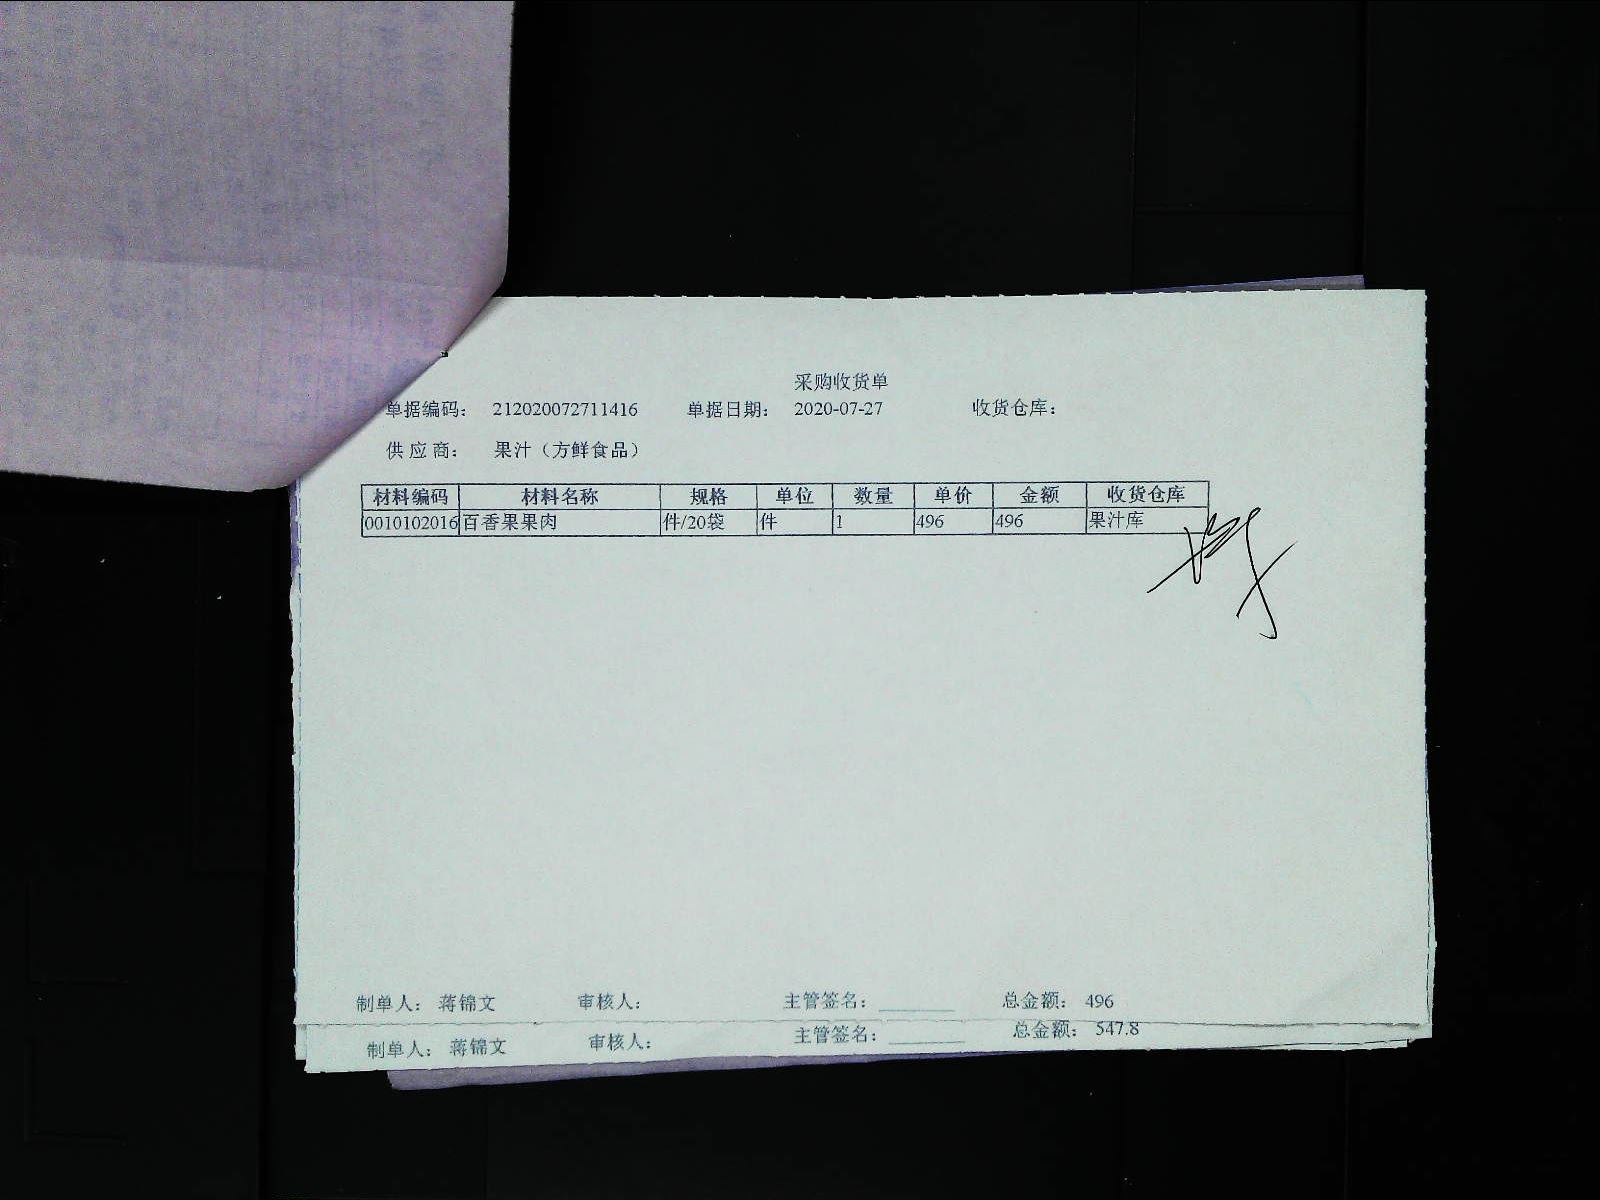 采购收货单
单据编码： 212020072711416 单据日期： 2020-07-27 收货仓库：
供应商： 果汁（方鲜食品）
材料编码 材料名称 规格 单位 数量 单价 金额 收货仓库
0010102016 百香果果肉 件/20袋 件 1 496 496 果汁库
制单人： 蒋锦文 审核人： 主管签名： 总金额： 496
制单人： 蒋锦文 审核人： 主管签名： 总金额： 547.8